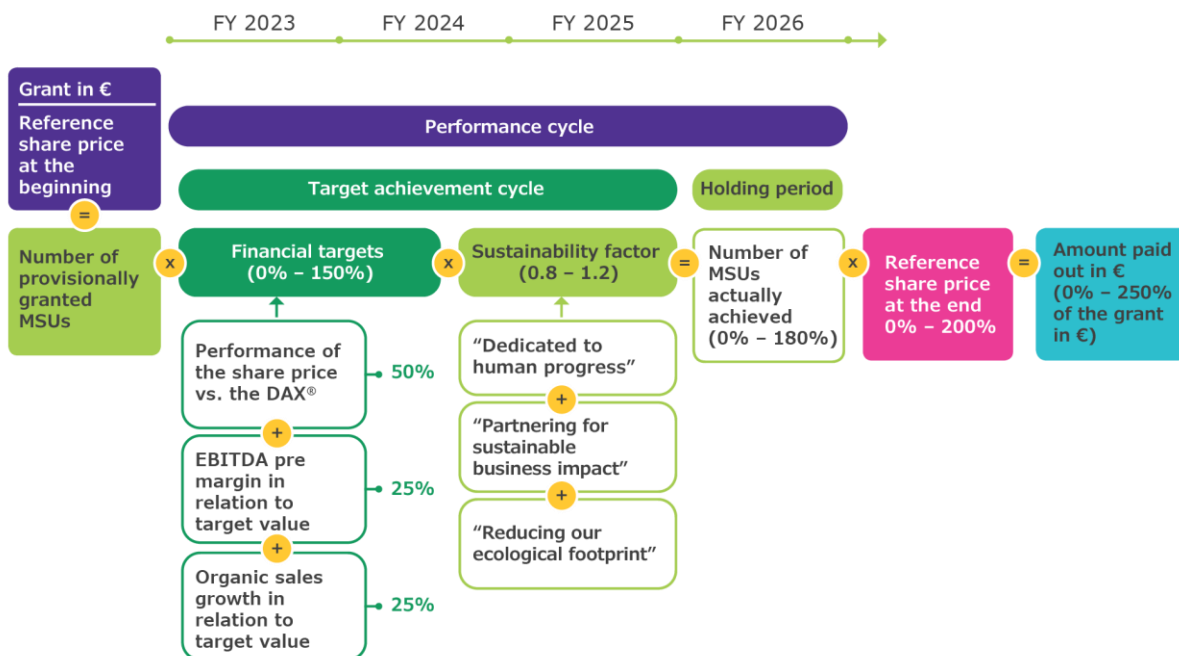 FY 2023
FY 2024
FY 2025
FY 2026
Grant in €
Reference
share price
at the
beginning
=
Number of
provisionally
granted
MSUs
Performance cycle
Target achievement cycle
Holding period
x
Financial targets
(0% – 150%)
x
Sustainability factor
(0.8 – 1.2)
=
Number of
MSUs
actually
achieved
(0% – 180%)
x
Reference
share price
at the end
0% – 200%
=
Amount paid
out in €
(0% – 250%
of the grant
in €)
Performance of
the share price
vs. the DAX®
50%
+
EBITDA pre
margin in
relation to
target value
25%
+
Organic sales
growth in
relation to
target value
25%
“Dedicated to
human progress”
+
“Partnering for
sustainable
business impact”
+
“Reducing our
ecological footprint”